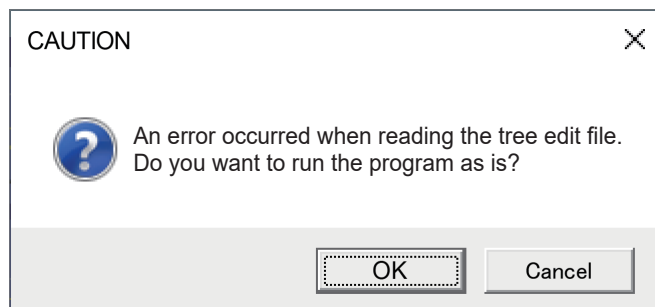 CAUTION
An error occurred when reading the tree edit file.
Do you want to run the program as is?
OK
Cancel